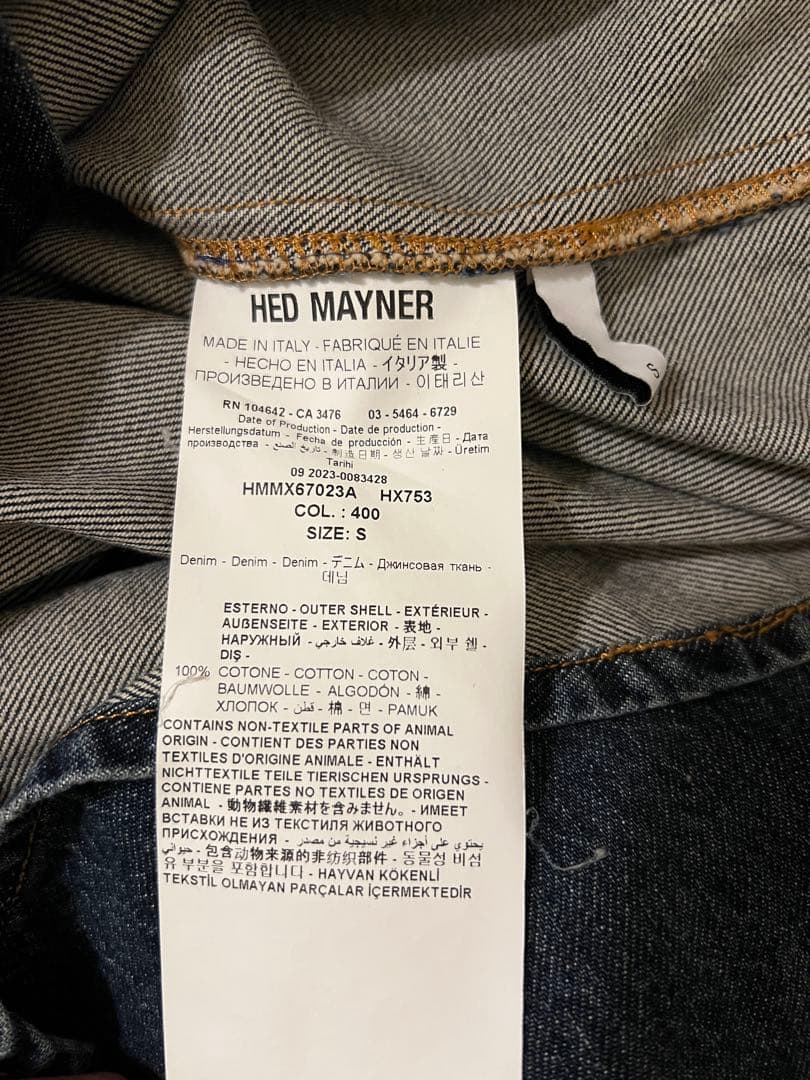 HED MAYNER
MADE IN ITALY - FABRIQUÉ EN ITALIE
- HECHO EN ITALIA - イタリア製 -
ПРОИЗВЕДЕНО В ИТАЛИИ - 이태리산
RN 104642 - CA 3476 03 - 5464 - 6729
Date of Production - Date de production -
Herstellungsdatum - Fecha de producción - 生産日 - Дата
производства - تاريخ الصنع - 制造日期 - 생산 날짜 - Üretim
Tarihi
09 2023-0083428
HMMX67023A HX753
COL. : 400
SIZE: S
Denim - Denim - Denim - デニム - Джинсовая ткань -
데님
ESTERNO - OUTER SHELL - EXTÉRIEUR -
AUßENSEITE - EXTERIOR - 表地 -
НАРУЖНЫЙ - غلاف خارجي - 外层 - 외부 쉘 -
DIŞ -
100% COTONE - COTTON - COTON -
BAUMWOLLE - ALGODÓN - 綿 -
ХЛОПОК - قطن - 棉 - 면 - PAMUK
CONTAINS NON-TEXTILE PARTS OF ANIMAL
ORIGIN - CONTIENT DES PARTIES NON
TEXTILES D'ORIGINE ANIMALE - ENTHÄLT
NICHTTEXTILE TEILE TIERISCHEN URSPRUNGS -
CONTIENE PARTES NO TEXTILES DE ORIGEN
ANIMAL - 動物繊維素材を含みません。- ИМЕЕТ
ВСТАВКИ НЕ ИЗ ТЕКСТИЛЯ ЖИВОТНОГО
ПРИСХОЖДЕНИЯ - يحتوي على أجزاء غير نسيجية من مصدر
حيواني - 包含动物来源的非纺织部件 - 동물성 비섬
유 부분을 포함합니다 - HAYVAN KÖKENLİ
TEKSTİL OLMAYAN PARÇALAR İÇERMEKTEDİR
S